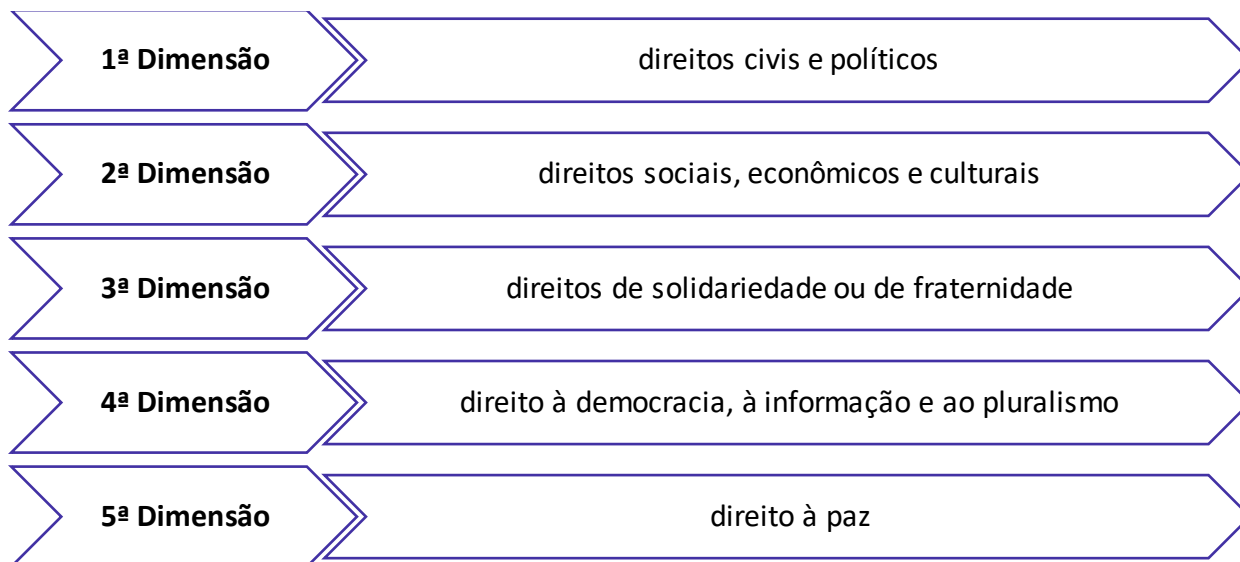 1ª Dimensão
direitos civis e políticos
2ª Dimensão
direitos sociais, econômicos e culturais
3ª Dimensão
direitos de solidariedade ou de fraternidade
4ª Dimensão
direito à democracia, à informação e ao pluralismo
5ª Dimensão
direito à paz